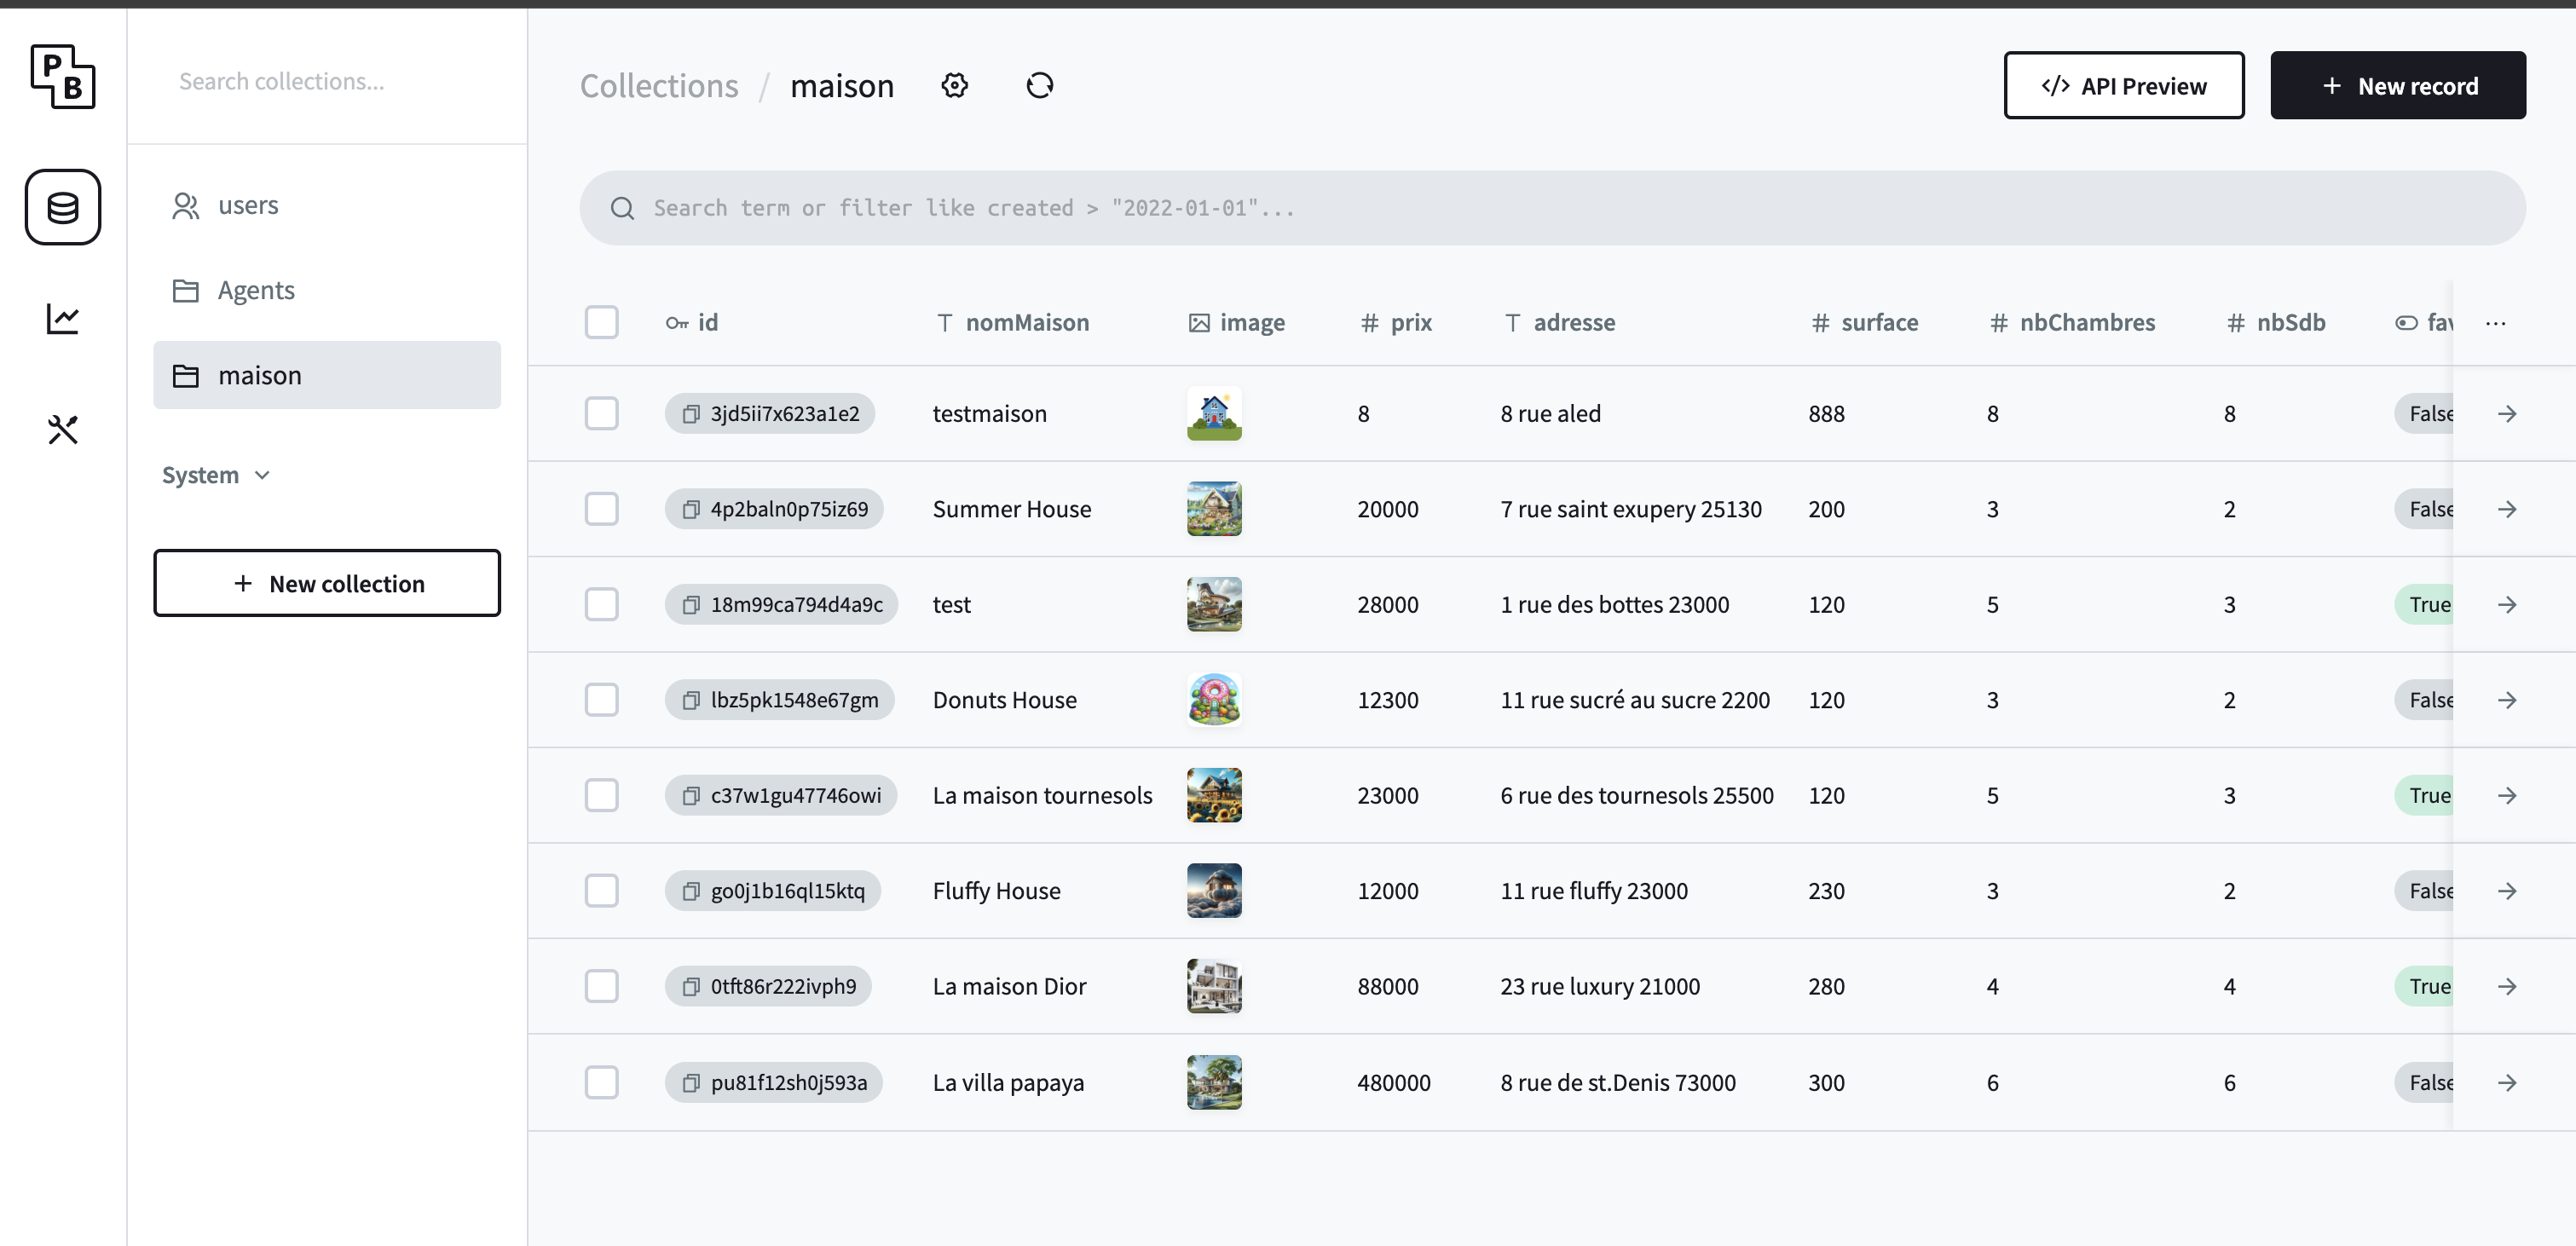 P
B
Search collections...
users
Agents
maison
System
New collection
Collections / maison
</> API Preview
+ New record
Search term or filter like created > "2022-01-01"...
id nomMaison image # prix adresse # surface # nbChambres # nbSdb fav ...
3jd5ii7x623a1e2 testmaison 8 8 rue aled 888 8 8 False
4p2baln0p75iz69 Summer House 20000 7 rue saint exupery 25130 200 3 2 False
18m99ca794d4a9c test 28000 1 rue des bottes 23000 120 5 3 True
lbz5pk1548e67gm Donuts House 12300 11 rue sucré au sucre 2200 120 3 2 False
c37w1gu47746owi La maison tournesols 23000 6 rue des tournesols 25500 120 5 3 True
go0j1b16ql15ktq Fluffy House 12000 11 rue fluffy 23000 230 3 2 False
0tft86r222ivph9 La maison Dior 88000 23 rue luxury 21000 280 4 4 True
pu81f12sh0j593a La villa papaya 480000 8 rue de st.Denis 73000 300 6 6 False